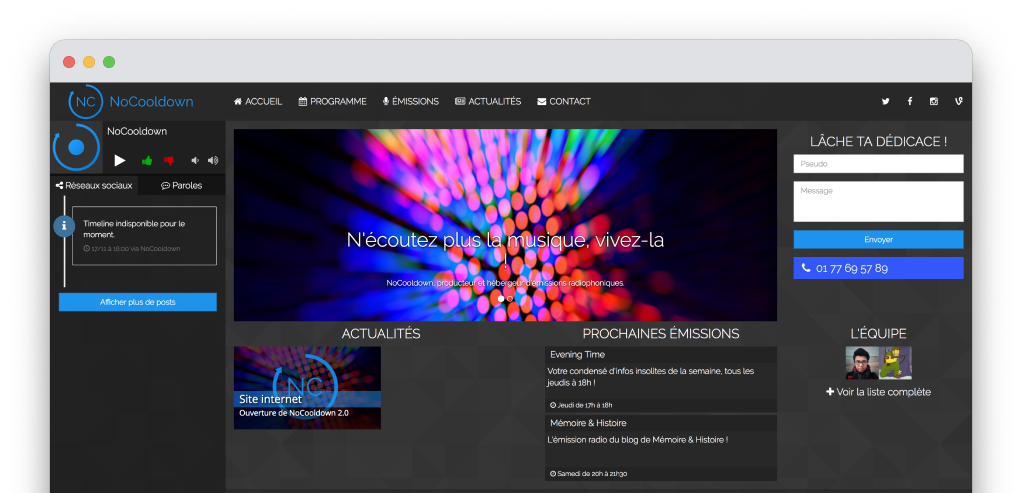 NC NoCooldown
ACCUEIL PROGRAMME ÉMISSIONS ACTUALITÉS CONTACT
NoCooldown
Réseaux sociaux Paroles
Timeline indisponible pour le
moment.
17/11 à 16:00 via NoCooldown
Afficher plus de posts
N'écoutez plus la musique, vivez-la
!
NoCooldown, producteur et hébergeur d'émissions radiophoniques.
LÂCHE TA DÉDICACE !
Pseudo
Message
Envoyer
01 77 69 57 89
ACTUALITÉS
NC
Site internet
Ouverture de NoCooldown 2.0
PROCHAINES ÉMISSIONS
Evening Time
Votre condensé d'infos insolites de la semaine, tous les
jeudis à 18h !
Jeudi de 17h à 18h
Mémoire & Histoire
L'émission radio du blog de Mémoire & Histoire !
Samedi de 20h à 21h30
L'ÉQUIPE
Voir la liste complète